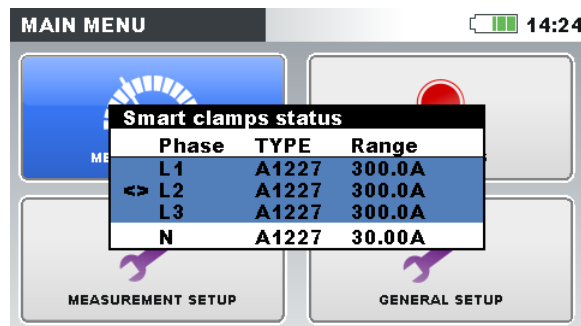 MAIN MENU 14:24
Smart clamps status
Phase TYPE Range
ME
L1 A1227 300.0A
<> L2 A1227 300.0A
L3 A1227 300.0A
N A1227 30.00A
MEASUREMENT SETUP GENERAL SETUP